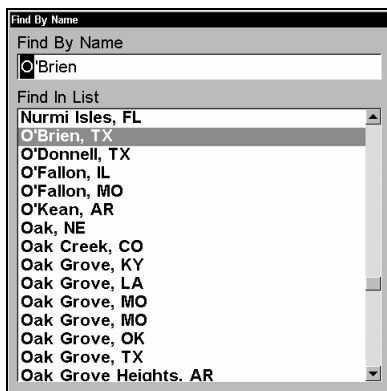 Find By Name
Find By Name
O'Brien
Find In List
Nurmi Isles, FL
O'Brien, TX
O'Donnell, TX
O'Fallon, IL
O'Fallon, MO
O'Kean, AR
Oak, NE
Oak Creek, CO
Oak Grove, KY
Oak Grove, LA
Oak Grove, MO
Oak Grove, MO
Oak Grove, OK
Oak Grove, TX
Oak Grove Heights, AR